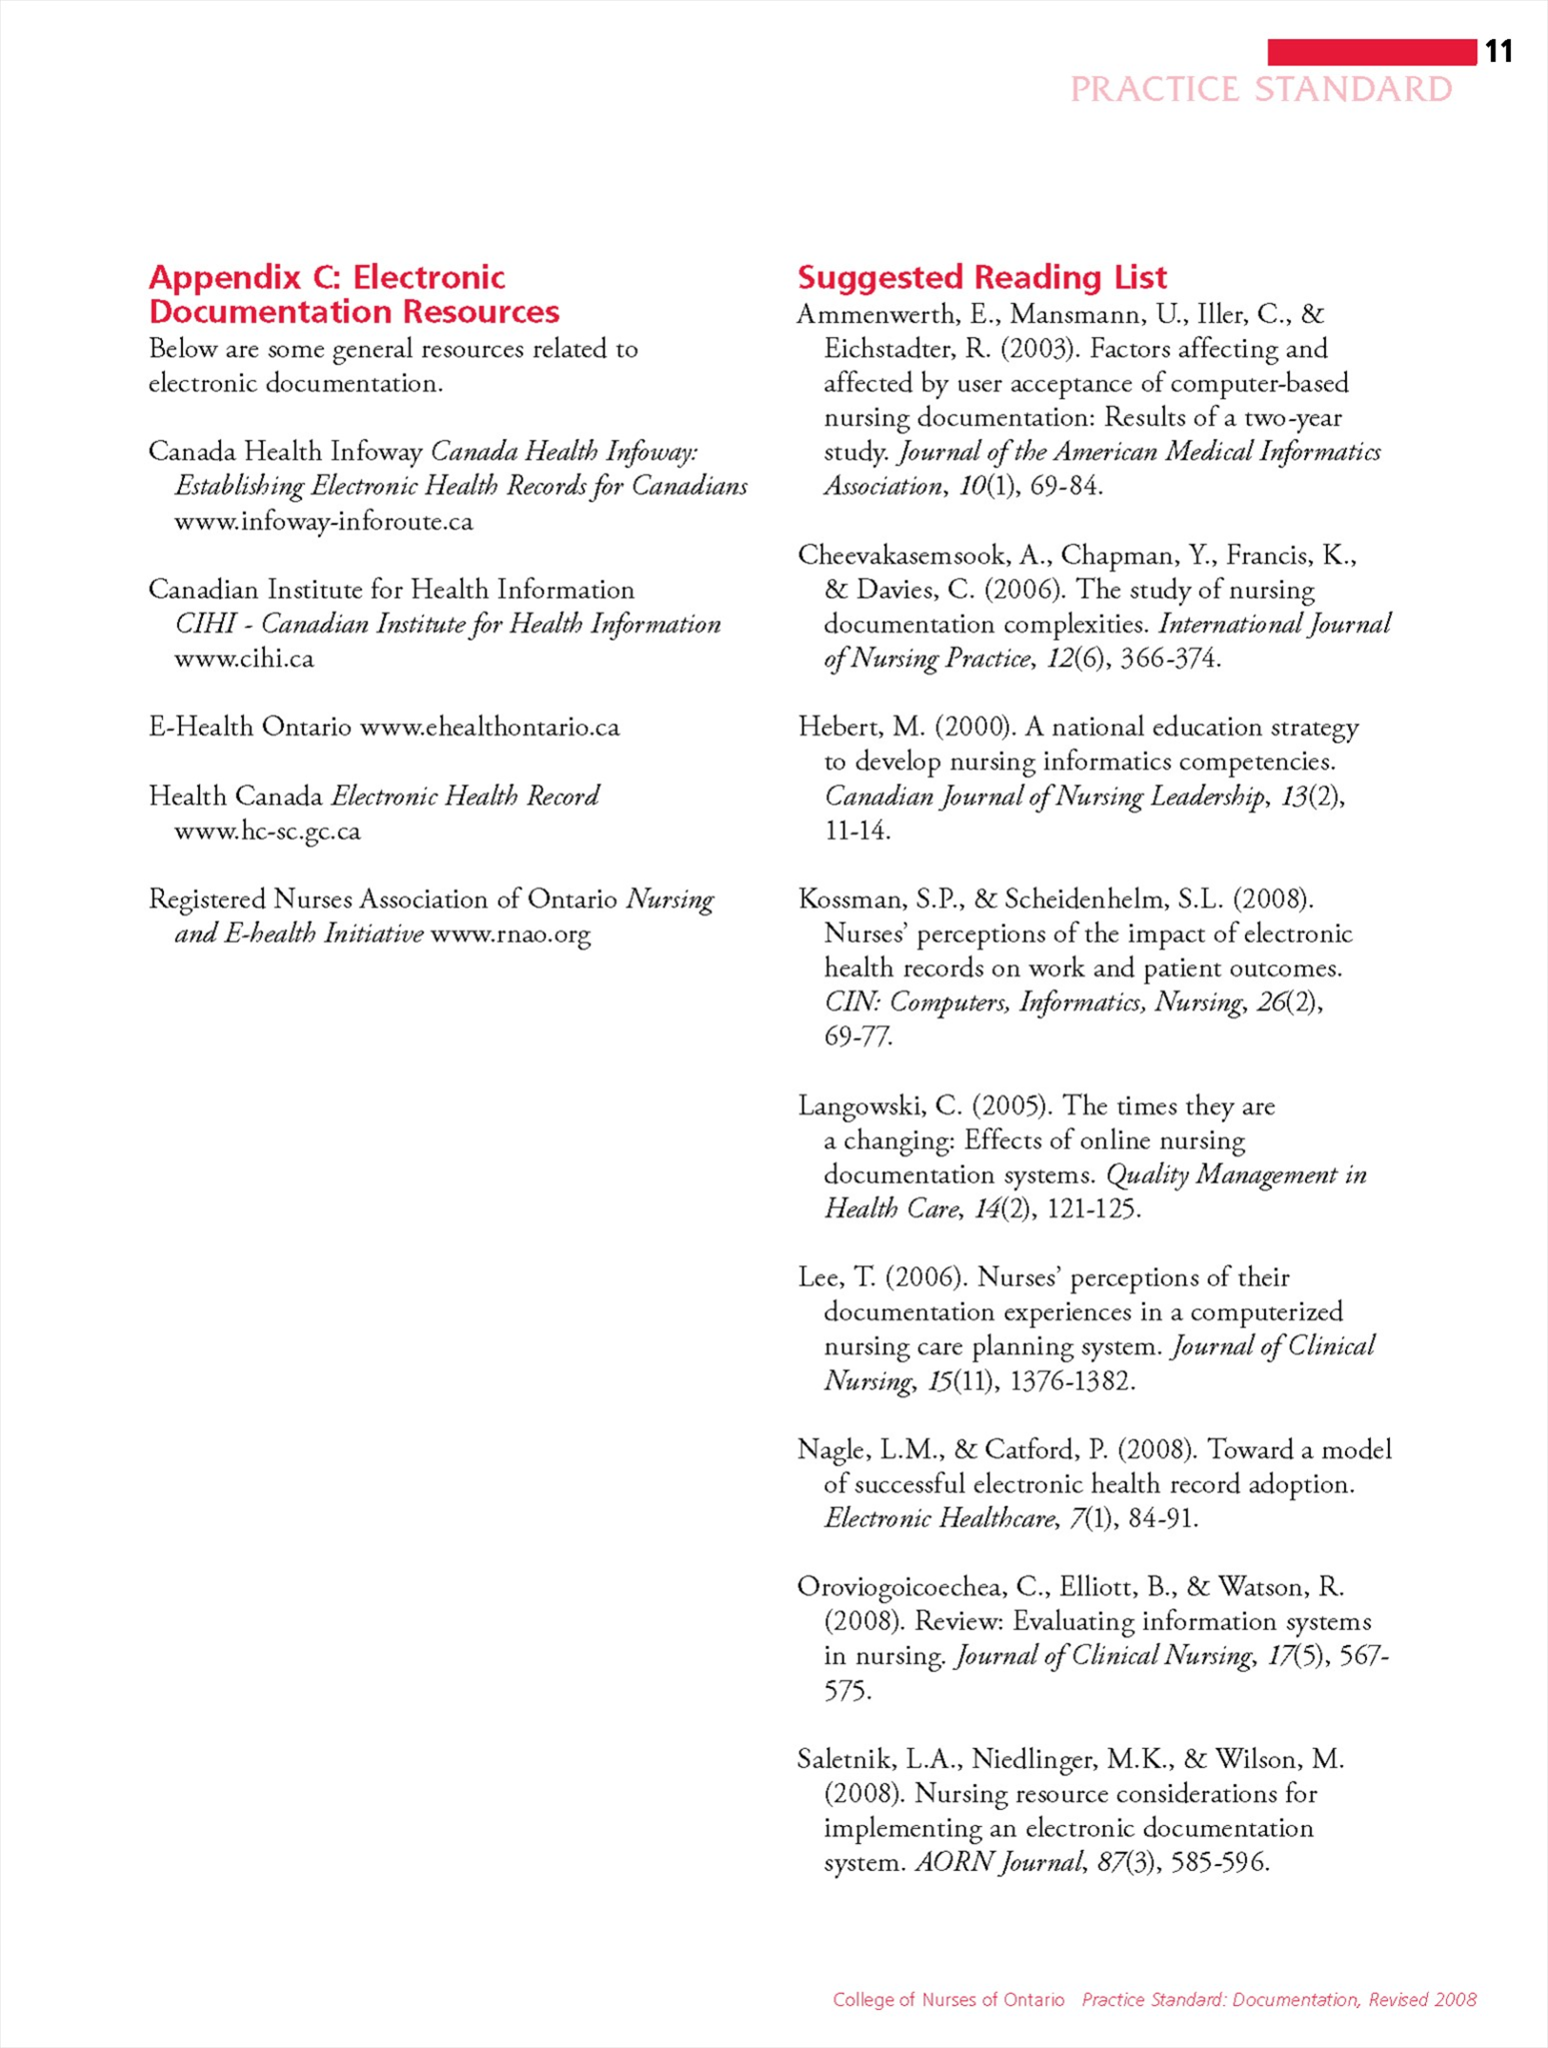 11
PRACTICE STANDARD
Appendix C: Electronic
Documentation Resources
Below are some general resources related to
electronic documentation.
Canada Health Infoway Canada Health Infoway:
Establishing Electronic Health Records for Canadians
www.infoway-inforoute.ca
Canadian Institute for Health Information
CIHI - Canadian Institute for Health Information
www.cihi.ca
E-Health Ontario www.ehealthontario.ca
Health Canada Electronic Health Record
www.hc-sc.gc.ca
Registered Nurses Association of Ontario Nursing
and E-health Initiative www.rnao.org
Suggested Reading List
Ammenwerth, E., Mansmann, U., Iller, C., &
Eichstadter, R. (2003). Factors affecting and
affected by user acceptance of computer-based
nursing documentation: Results of a two-year
study. Journal of the American Medical Informatics
Association, 10(1), 69-84.
Cheevakasemsook, A., Chapman, Y., Francis, K.,
& Davies, C. (2006). The study of nursing
documentation complexities. International Journal
of Nursing Practice, 12(6), 366-374.
Hebert, M. (2000). A national education strategy
to develop nursing informatics competencies.
Canadian Journal of Nursing Leadership, 13(2),
11-14.
Kossman, S.P., & Scheidenhelm, S.L. (2008).
Nurses’ perceptions of the impact of electronic
health records on work and patient outcomes.
CIN: Computers, Informatics, Nursing, 26(2),
69-77.
Langowski, C. (2005). The times they are
a changing: Effects of online nursing
documentation systems. Quality Management in
Health Care, 14(2), 121-125.
Lee, T. (2006). Nurses’ perceptions of their
documentation experiences in a computerized
nursing care planning system. Journal of Clinical
Nursing, 15(11), 1376-1382.
Nagle, L.M., & Catford, P. (2008). Toward a model
of successful electronic health record adoption.
Electronic Healthcare, 7(1), 84-91.
Oroviogoicoechea, C., Elliott, B., & Watson, R.
(2008). Review: Evaluating information systems
in nursing. Journal of Clinical Nursing, 17(5), 567-
575.
Saletnik, L.A., Niedlinger, M.K., & Wilson, M.
(2008). Nursing resource considerations for
implementing an electronic documentation
system. AORN Journal, 87(3), 585-596.
College of Nurses of Ontario Practice Standard: Documentation, Revised 2008